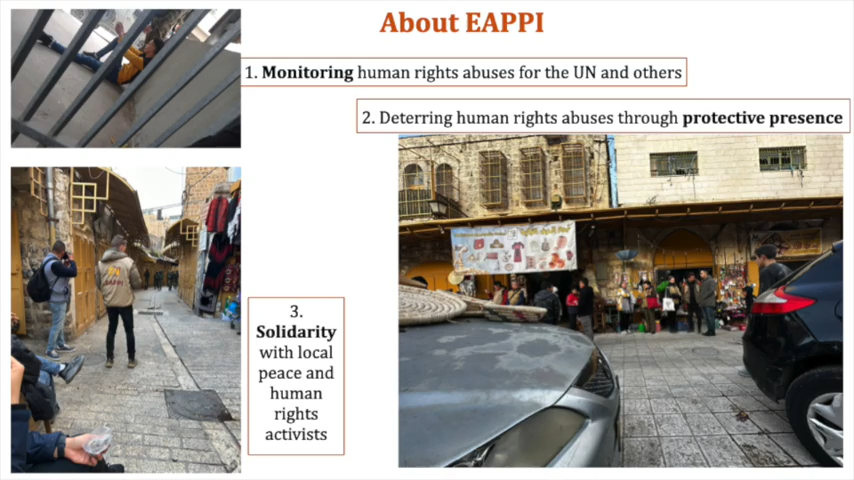 About EAPPI
1. Monitoring human rights abuses for the UN and others
2. Deterring human rights abuses through protective presence
3.
Solidarity
with local
peace and
human
rights
activists
EAPPI